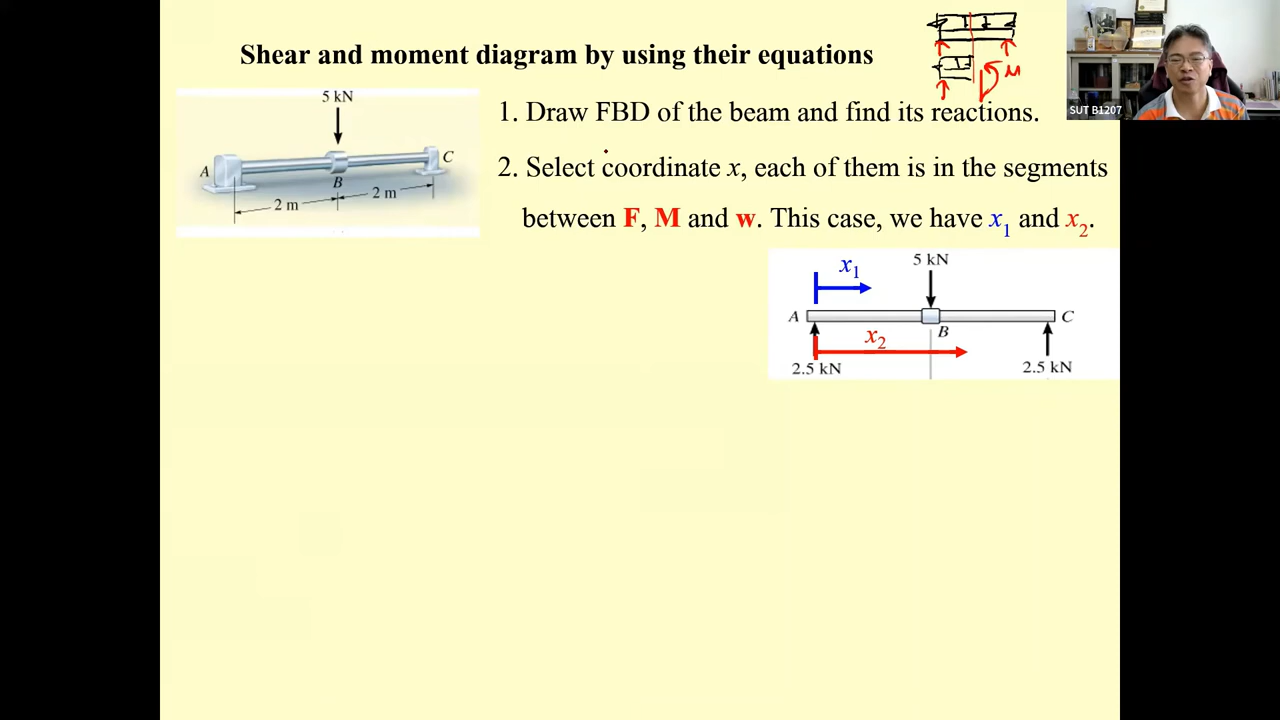 Shear and moment diagram by using their equations
M
SUT B1207
5 kN
A
B
C
2 m
2 m
1. Draw FBD of the beam and find its reactions.
2. Select coordinate x, each of them is in the segments
between F, M and w. This case, we have x₁ and x₂.
x₁
5 kN
A
B
C
x₂
2.5 kN
2.5 kN